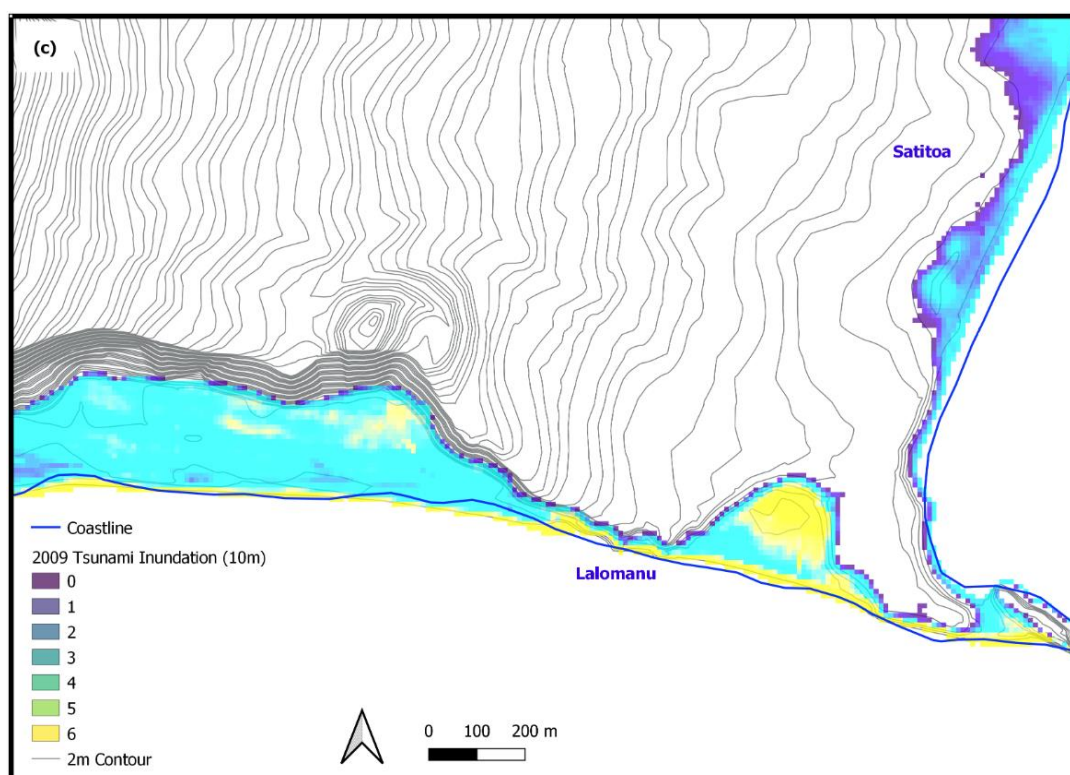 (c)
Satitoa
Lalomanu
Coastline
2009 Tsunami Inundation (10m)
0
1
2
3
4
5
6
2m Contour
0 100 200 m